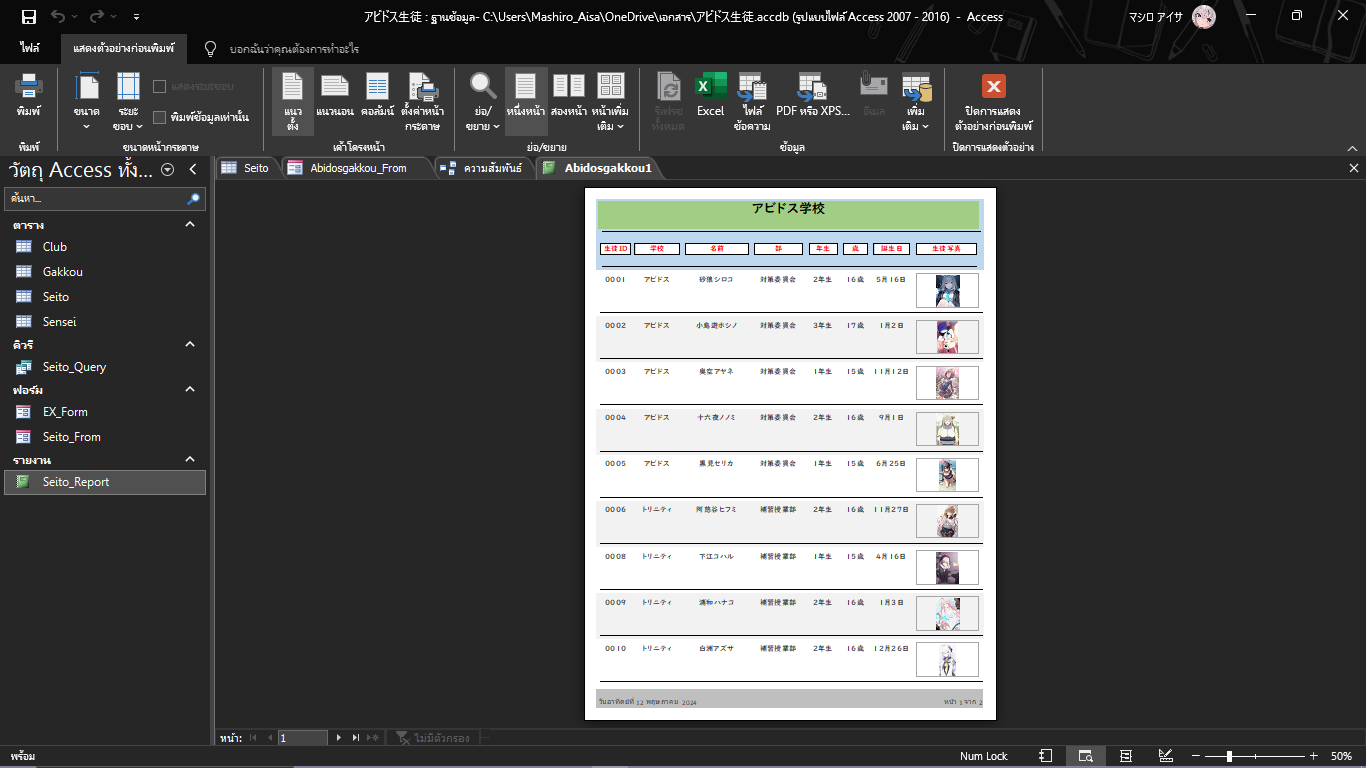 アビドス生徒 : ฐานข้อมูล- C:\Users\Mashiro_Aisa\OneDrive\เอกสาร\アビドス生徒.accdb (รูปแบบไฟล์ Access 2007 - 2016) - Access
マシロ アイサ
ไฟล์ แสดงตัวอย่างก่อนพิมพ์ บอกฉันว่าคุณต้องการทำอะไร
พิมพ์
ขนาด
ระยะขอบ
แสดงระยะขอบ
พิมพ์ข้อมูลเท่านั้น
แนวตั้ง
แนวนอน
คอลัมน์
ตั้งค่าหน้ากระดาษ
ย่อ/ขยาย
หนึ่งหน้า
สองหน้า
หน้าเพิ่มเติม
รีเฟรชทั้งหมด
Excel
ไฟล์ข้อความ
PDF หรือ XPS...
อีเมล
เพิ่มเติม
ปิดการแสดงตัวอย่างก่อนพิมพ์
พิมพ์ ขนาดหน้ากระดาษ เค้าโครงหน้า ย่อ/ขยาย ข้อมูล ปิดการแสดงตัวอย่าง
วัตถุ Access ทั้ง...
ค้นหา...
ตาราง
Club
Gakkou
Seito
Sensei
คิวรี
Seito_Query
ฟอร์ม
EX_Form
Seito_From
รายงาน
Seito_Report
Seito Abidosgakkou_From ความสัมพันธ์ Abidosgakkou1
アビドス学校
生徒ID 学校 名前 部 年生 歳 誕生日 生徒写真
0001 アビドス 砂狼シロコ 対策委員会 2年生 16歳 5月16日
0002 アビドス 小鳥遊ホシノ 対策委員会 3年生 17歳 1月2日
0003 アビドス 奥空アヤネ 対策委員会 1年生 15歳 11月12日
0004 アビドス 十六夜ノノミ 対策委員会 2年生 16歳 9月1日
0005 アビドス 黒見セリカ 対策委員会 1年生 15歳 6月25日
0006 トリニティ 阿慈谷ヒフミ 補習授業部 2年生 16歳 11月27日
0008 トリニティ 下江コハル 補習授業部 1年生 15歳 4月16日
0009 トリニティ 浦和ハナコ 補習授業部 2年生 16歳 1月3日
0010 トリニティ 白洲アズサ 補習授業部 2年生 16歳 12月26日
วันอาทิตย์ที่ 12 พฤษภาคม 2024 หน้า 1 จาก 2
หน้า: 1 ไม่มีตัวกรอง
พร้อม Num Lock 50%